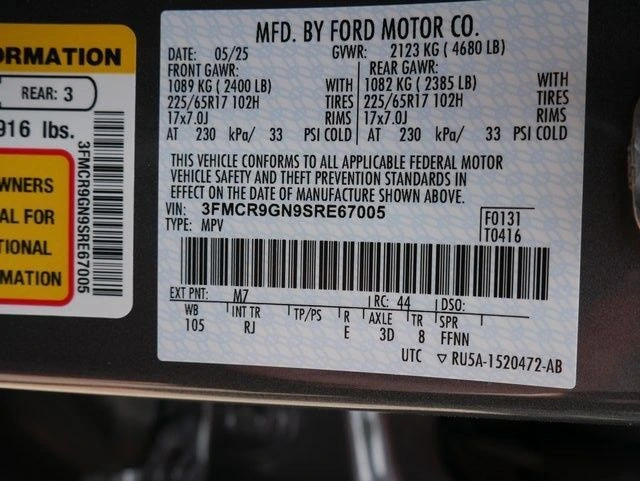 ORMATION
REAR: 3
916 lbs.
WNERS
AL FOR
TIONAL
MATION
3FMCR9GN9SRE67005
MFD. BY FORD MOTOR CO.
DATE: 05/25 GVWR: 2123 KG ( 4680 LB)
FRONT GAWR: REAR GAWR:
1089 KG ( 2400 LB) WITH 1082 KG ( 2385 LB) WITH
225/65R17 102H TIRES 225/65R17 102H TIRES
17x7.0J RIMS 17x7.0J RIMS
AT 230 kPa/ 33 PSI COLD AT 230 kPa/ 33 PSI COLD
THIS VEHICLE CONFORMS TO ALL APPLICABLE FEDERAL MOTOR
VEHICLE SAFETY AND THEFT PREVENTION STANDARDS IN
EFFECT ON THE DATE OF MANUFACTURE SHOWN ABOVE.
VIN: 3FMCR9GN9SRE67005 F0131
TYPE: MPV T0416
EXT PNT: M7 RC: 44 DSO:
WB INT TR TP/PS R AXLE TR SPR
105 RJ E 3D 8 FFNN
UTC ▽ RU5A-1520472-AB